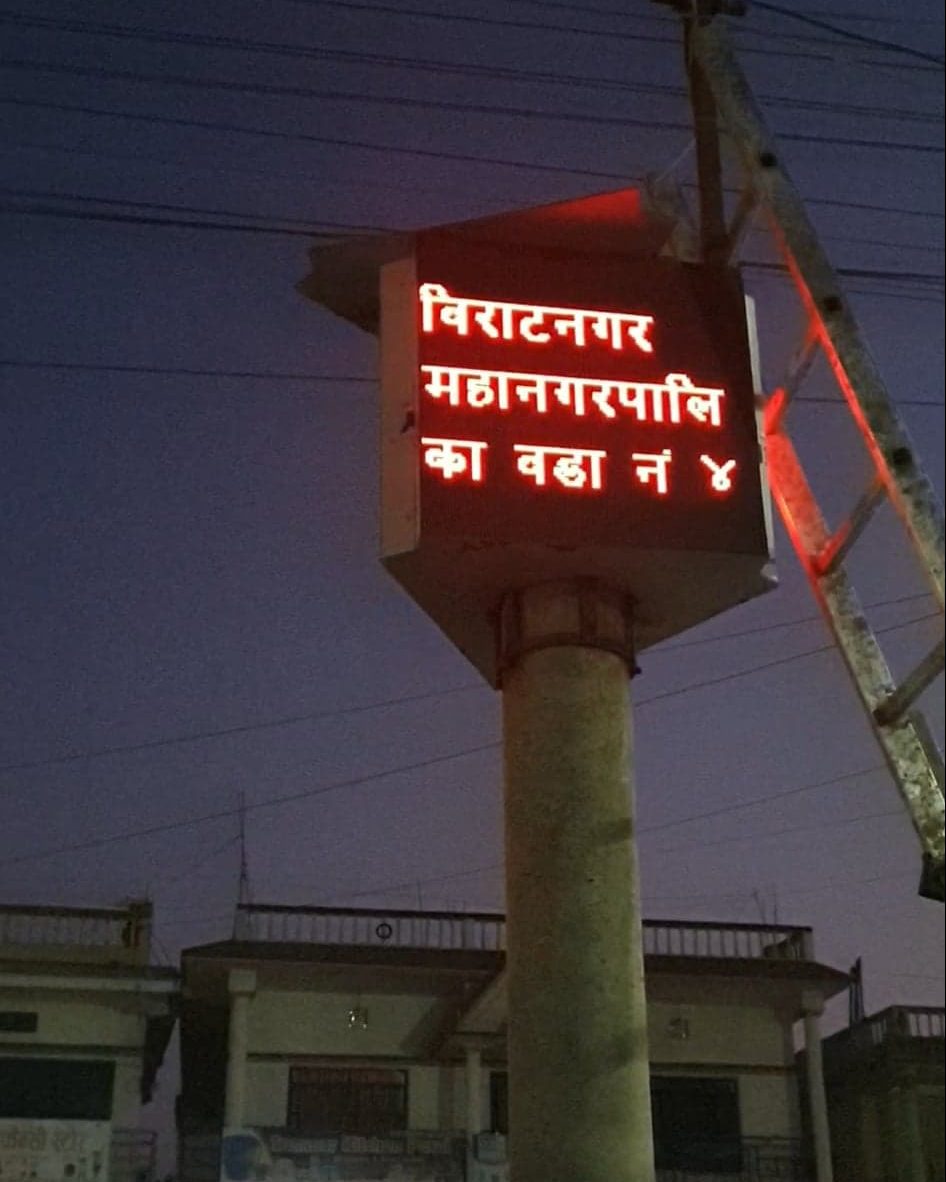 विराटनगर
महानगरपालि
का वडा नं ४